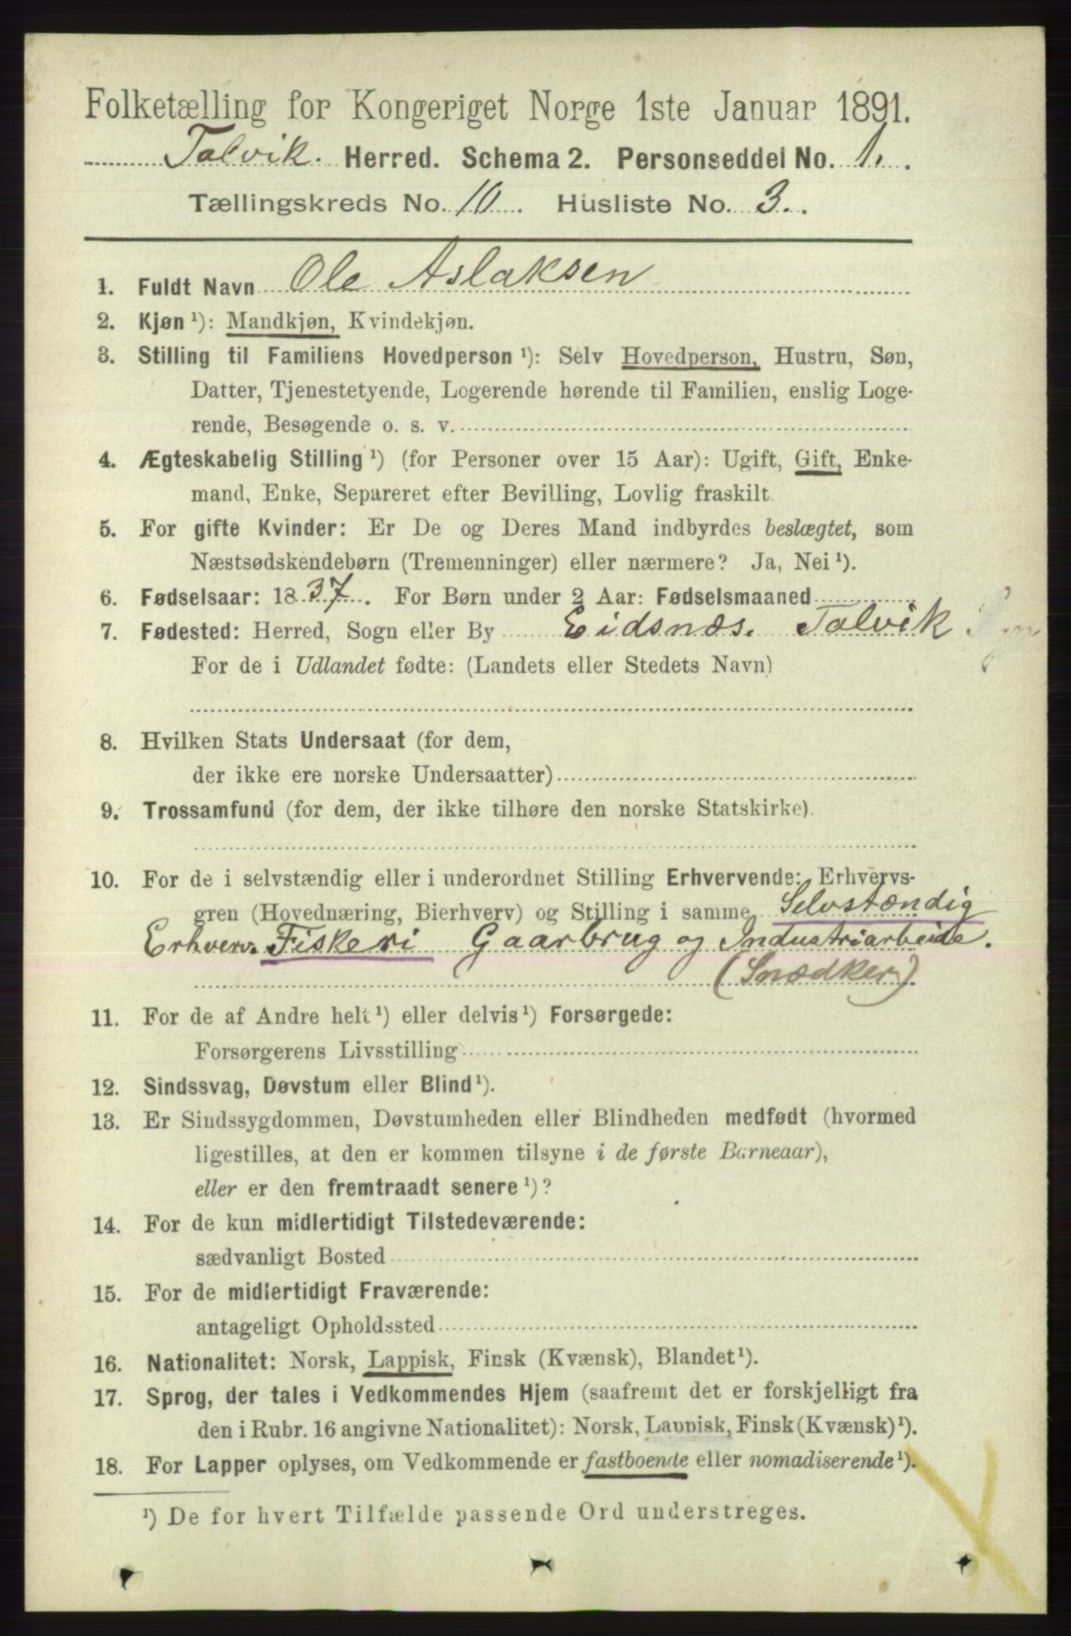 Folketælling for Kongeriget Norge 1ste Januar 1891.
Talvik. Herred. Schema 2. Personseddel No. 1.
Tællingskreds No. 10. Husliste No. 3.
1. Fuldt Navn Ole Aslaksen
2. Kjøn ¹): Mandkjøn, Kvindekjøn.
3. Stilling til Familiens Hovedperson ¹): Selv Hovedperson, Hustru, Søn,
Datter, Tjenestetyende, Logerende hørende til Familien, enslig Loge-
rende, Besøgende o. s. v.
4. Ægteskabelig Stilling ¹) (for Personer over 15 Aar): Ugift, Gift, Enke-
mand, Enke, Separeret efter Bevilling, Lovlig fraskilt.
5. For gifte Kvinder: Er De og Deres Mand indbyrdes beslægtet, som
Næstsødskendebørn (Tremenninger) eller nærmere? Ja, Nei ¹).
6. Fødselsaar: 1837. For Børn under 2 Aar: Fødselsmaaned
7. Fødested: Herred, Sogn eller By Eidsnæs. Talvik
For de i Udlandet fødte: (Landets eller Stedets Navn)
8. Hvilken Stats Undersaat (for dem,
der ikke ere norske Undersaatter)
9. Trossamfund (for dem, der ikke tilhøre den norske Statskirke).
10. For de i selvstændig eller i underordnet Stilling Erhvervende: Erhvervs-
gren (Hovednæring, Bierhverv) og Stilling i samme Selvstændig
Erhverv. Fiskeri Gaarbrug og Industriarbeide.
(Snædker)
11. For de af Andre helt ¹) eller delvis ¹) Forsørgede:
Forsørgerens Livsstilling
12. Sindssvag, Døvstum eller Blind ¹).
13. Er Sindssygdommen, Døvstumheden eller Blindheden medfødt (hvormed
ligestilles, at den er kommen tilsyne i de første Barneaar),
eller er den fremtraadt senere ¹)?
14. For de kun midlertidigt Tilstedeværende:
sædvanligt Bosted
15. For de midlertidigt Fraværende:
antageligt Opholdssted
16. Nationalitet: Norsk, Lappisk, Finsk (Kvænsk), Blandet ¹).
17. Sprog, der tales i Vedkommendes Hjem (saafremt det er forskjelligt fra
den i Rubr. 16 angivne Nationalitet): Norsk, Lappisk, Finsk (Kvænsk) ¹).
18. For Lapper oplyses, om Vedkommende er fastboende eller nomadiserende ¹).
¹) De for hvert Tilfælde passende Ord understreges.